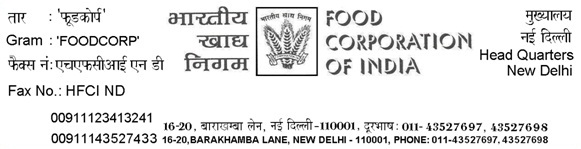 तार : 'फूडकोर्प'
Gram : 'FOODCORP'
फैक्स नं: एचएफसीआई एन डी
Fax No.: HFCI ND
00911123413241
00911143527433
भारतीय
खाद्य
निगम
भारतीय खाद्य निगम
FOOD
CORPORATION
OF INDIA
मुख्यालय
नई दिल्ली
Head Quarters
New Delhi
16-20, बाराखम्बा लेन, नई दिल्ली-110001, दूरभाष: 011- 43527697, 43527698
16-20,BARAKHAMBA LANE, NEW DELHI - 110001, PHONE: 011-43527697, 43527698